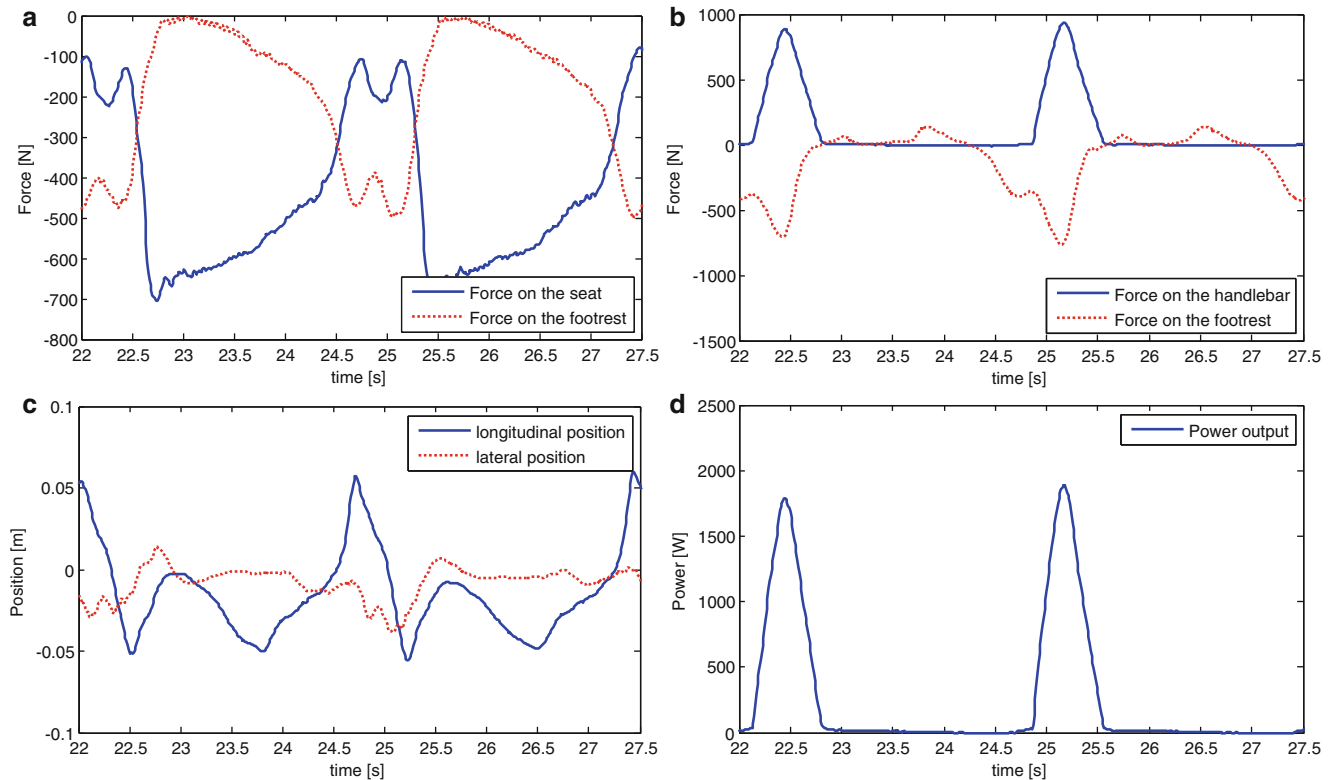 a
0
-100
-200
-300
-400
-500
-600
-700
-800
Force [N]
Force on the seat
Force on the footrest
22 22.5 23 23.5 24 24.5 25 25.5 26 26.5 27 27.5
time [s]
b
1000
500
0
-500
-1000
-1500
Force [N]
Force on the handlebar
Force on the footrest
22 22.5 23 23.5 24 24.5 25 25.5 26 26.5 27 27.5
time [s]
c
0.1
0.05
0
-0.05
-0.1
Position [m]
longitudinal position
lateral position
22 22.5 23 23.5 24 24.5 25 25.5 26 26.5 27 27.5
time [s]
d
2500
2000
1500
1000
500
0
Power [W]
Power output
22 22.5 23 23.5 24 24.5 25 25.5 26 26.5 27 27.5
time [s]